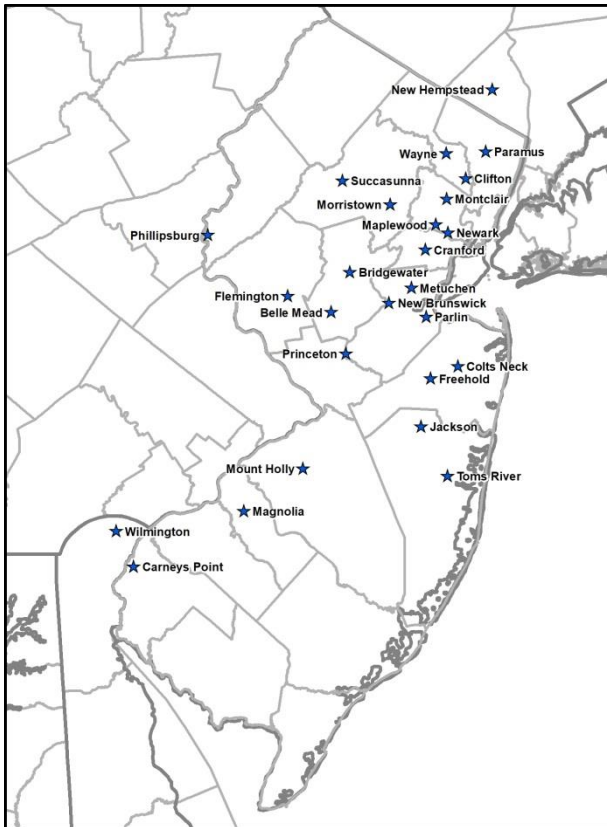 New Hempstead
Wayne
Paramus
Clifton
Succasunna
Montclair
Morristown
Maplewood
Newark
Phillipsburg
Cranford
Bridgewater
Metuchen
Flemington
New Brunswick
Belle Mead
Parlin
Princeton
Colts Neck
Freehold
Jackson
Mount Holly
Toms River
Magnolia
Wilmington
Carneys Point